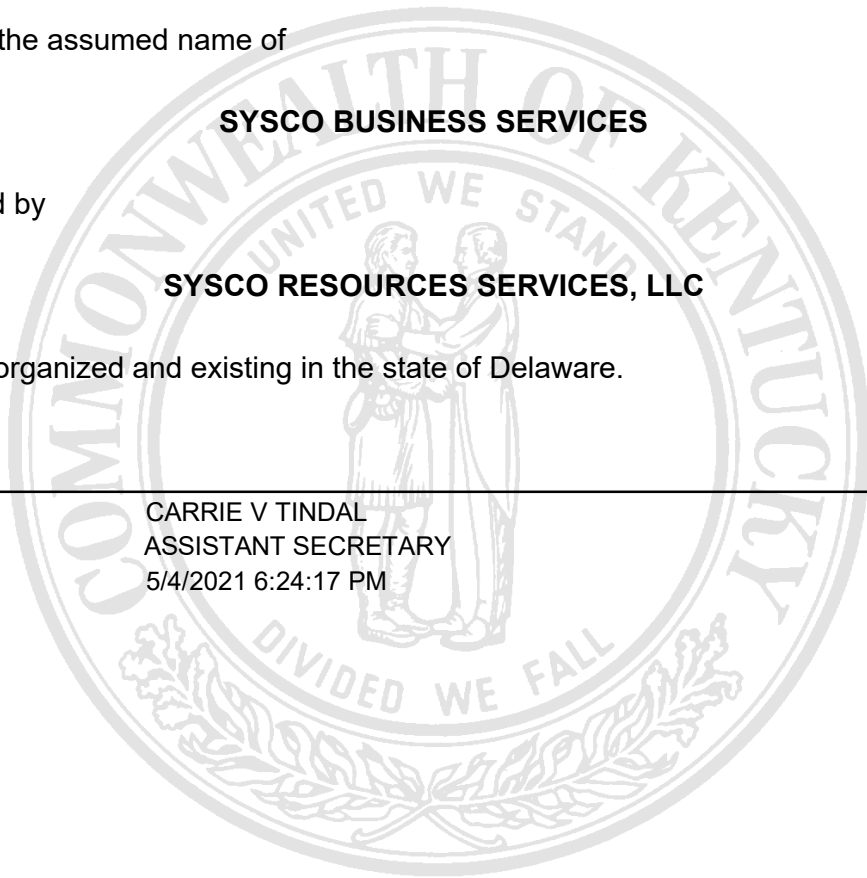 the assumed name of
SYSCO BUSINESS SERVICES
d by
SYSCO RESOURCES SERVICES, LLC
organized and existing in the state of Delaware.
CARRIE V TINDAL
ASSISTANT SECRETARY
5/4/2021 6:24:17 PM
COMMONWEALTH OF KENTUCKY
UNITED WE STAND
DIVIDED WE FALL